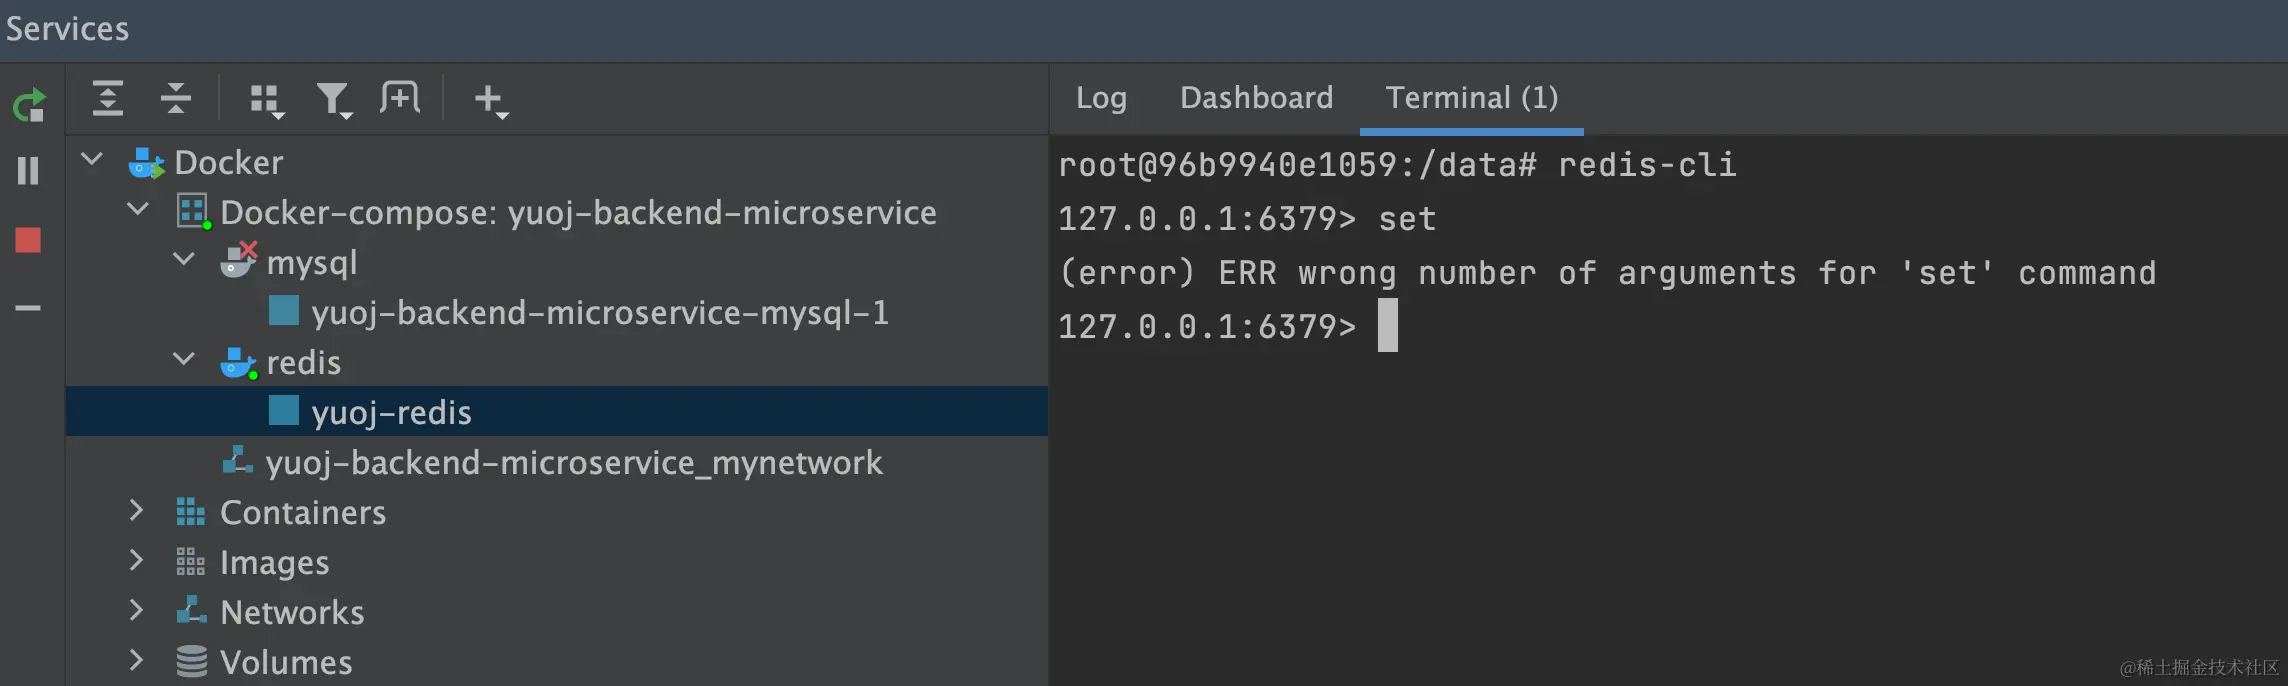 Services
Log Dashboard Terminal (1)
Docker
Docker-compose: yuoj-backend-microservice
mysql
yuoj-backend-microservice-mysql-1
redis
yuoj-redis
yuoj-backend-microservice_mynetwork
Containers
Images
Networks
Volumes
root@96b9940e1059:/data# redis-cli
127.0.0.1:6379> set
(error) ERR wrong number of arguments for 'set' command
127.0.0.1:6379>
@稀土掘金技术社区